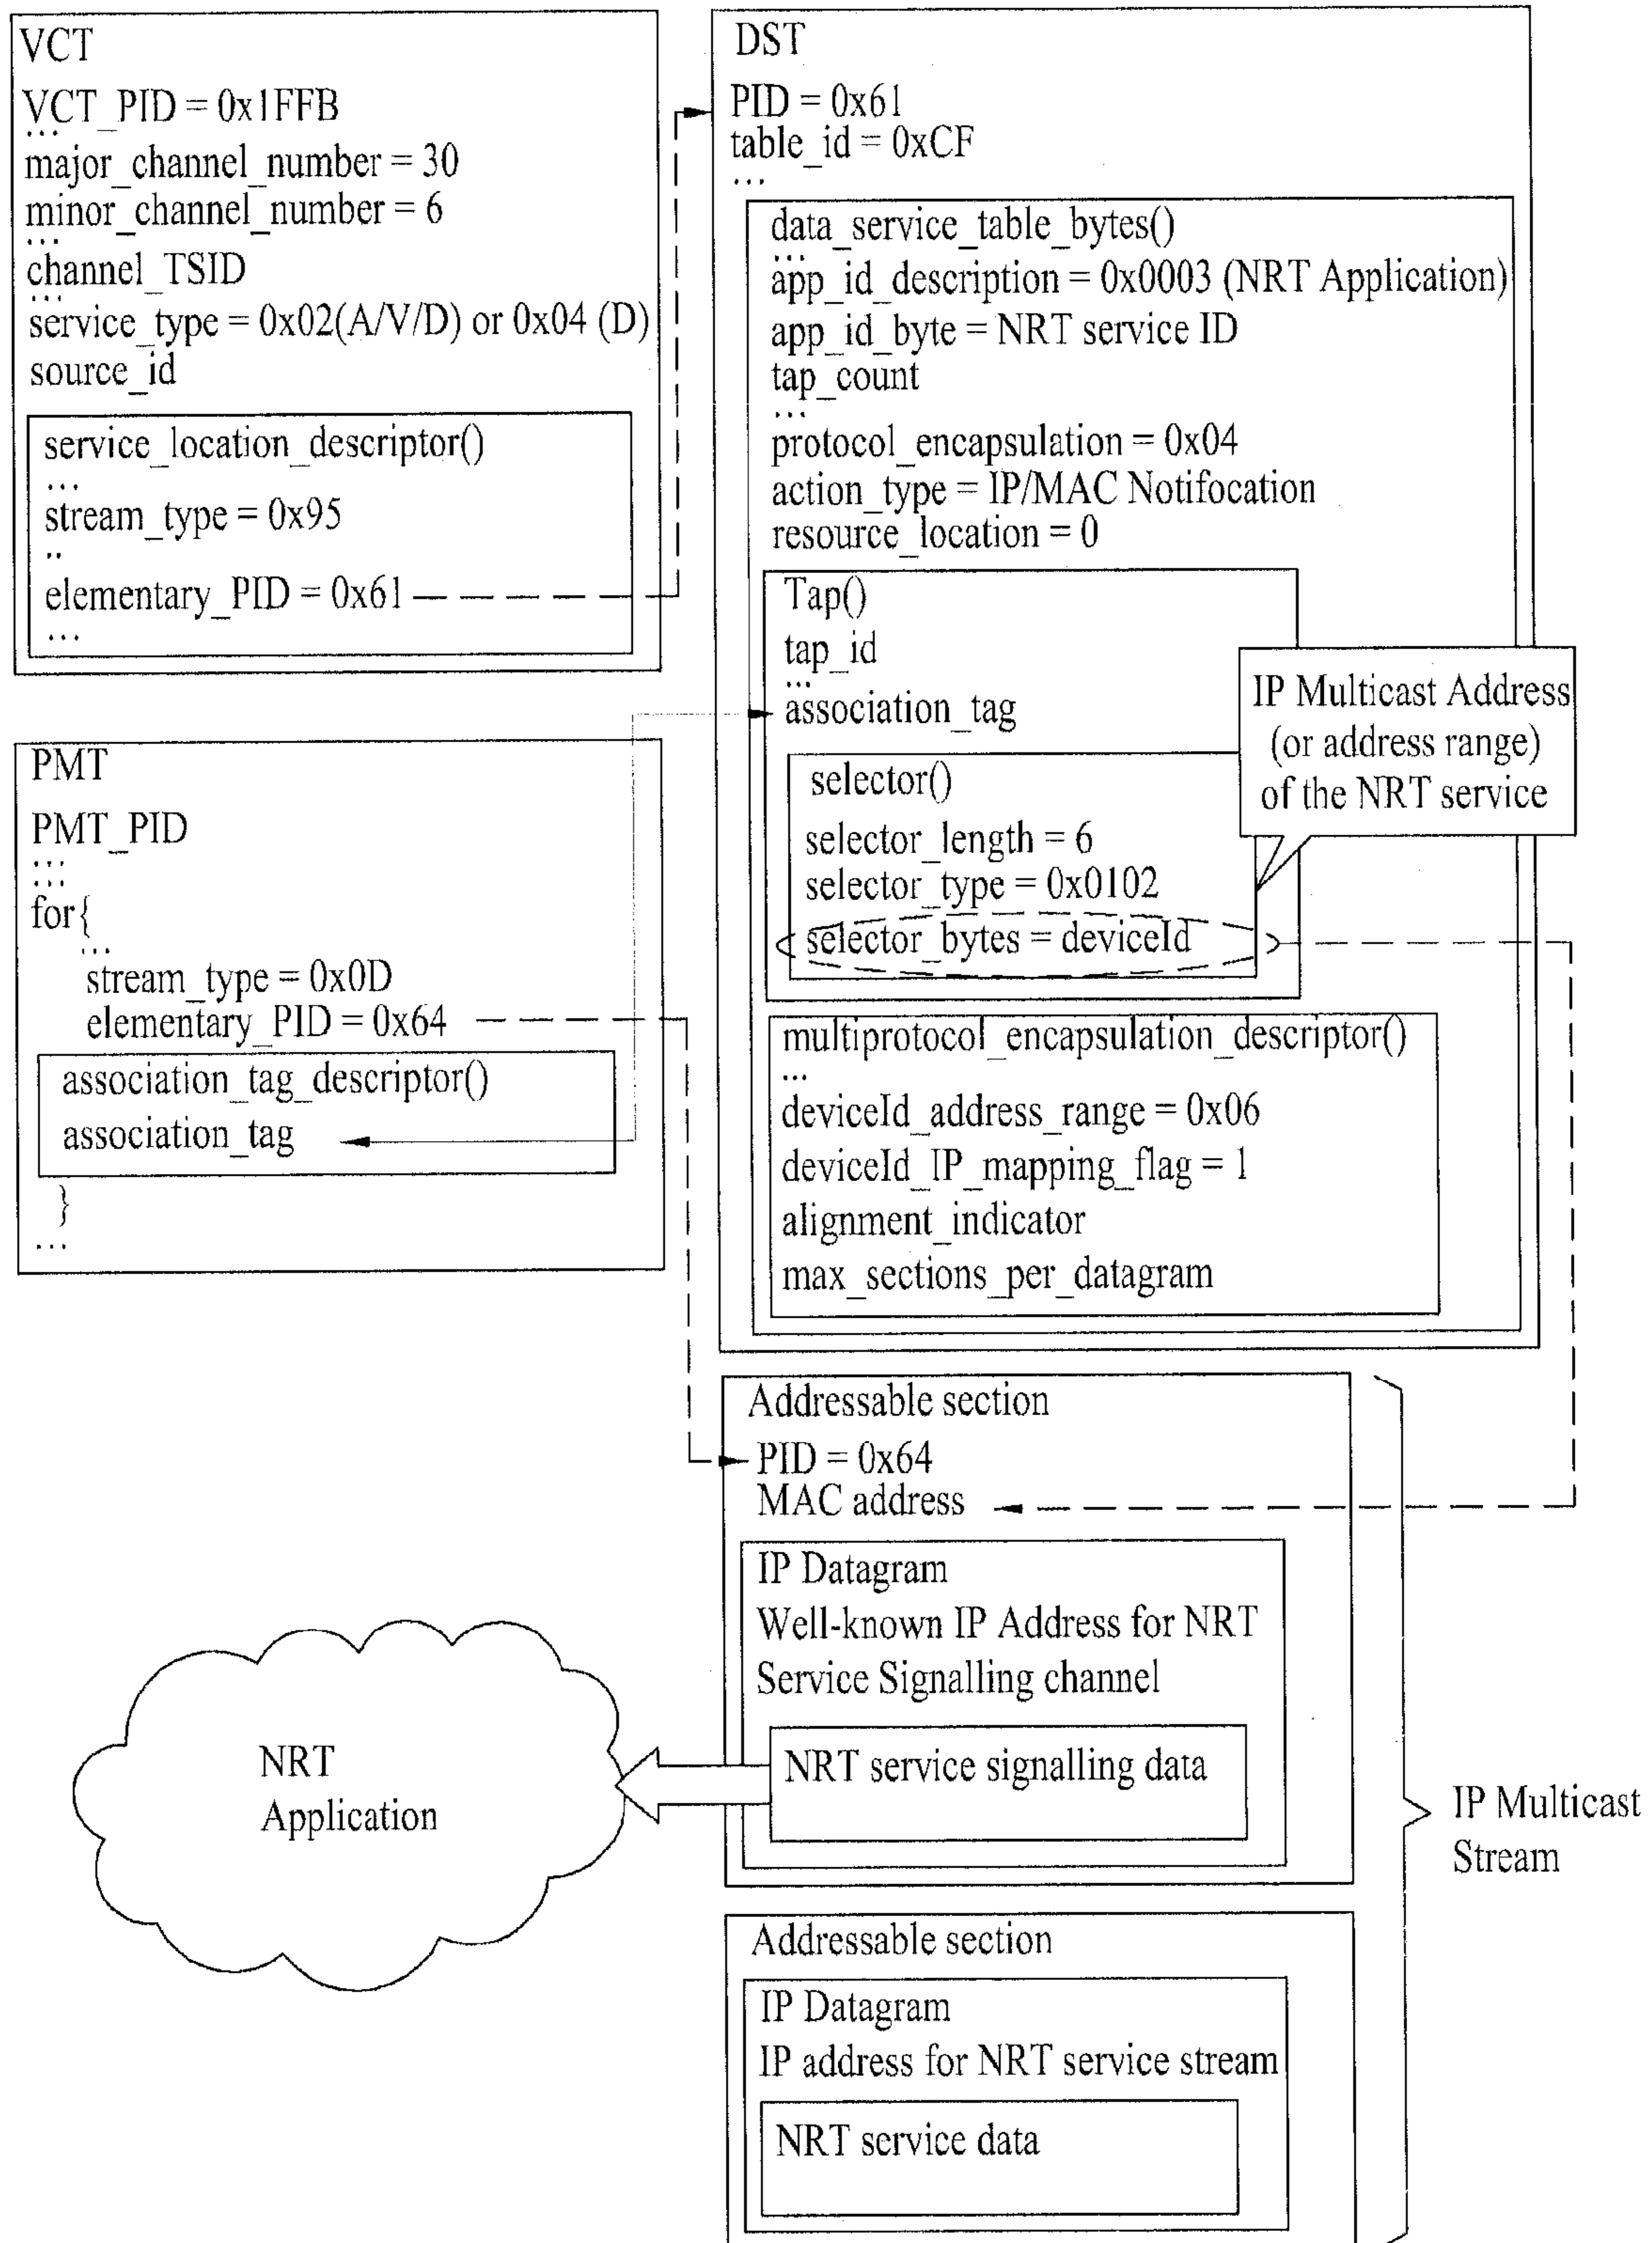 VCT
VCT_PID = 0x1FFB
...
major_channel_number = 30
minor_channel_number = 6
...
channel_TSID
...
service_type = 0x02(A/V/D) or 0x04 (D)
source_id
service_location_descriptor()
...
stream_type = 0x95
..
elementary_PID = 0x61
...
PMT
PMT_PID
...
...
for{
...
stream_type = 0x0D
elementary_PID = 0x64
association_tag_descriptor()
association_tag
}
...
DST
PID = 0x61
table_id = 0xCF
...
data_service_table_bytes()
...
app_id_description = 0x0003 (NRT Application)
app_id_byte = NRT service ID
tap_count
...
protocol_encapsulation = 0x04
action_type = IP/MAC Notifocation
resource_location = 0
Tap()
tap_id
...
association_tag
selector()
selector_length = 6
selector_type = 0x0102
selector_bytes = deviceId
IP Multicast Address
(or address range)
of the NRT service
multiprotocol_encapsulation_descriptor()
...
deviceId_address_range = 0x06
deviceId_IP_mapping_flag = 1
alignment_indicator
max_sections_per_datagram
Addressable section
PID = 0x64
MAC address
IP Datagram
Well-known IP Address for NRT
Service Signalling channel
NRT service signalling data
NRT
Application
IP Multicast
Stream
Addressable section
IP Datagram
IP address for NRT service stream
NRT service data